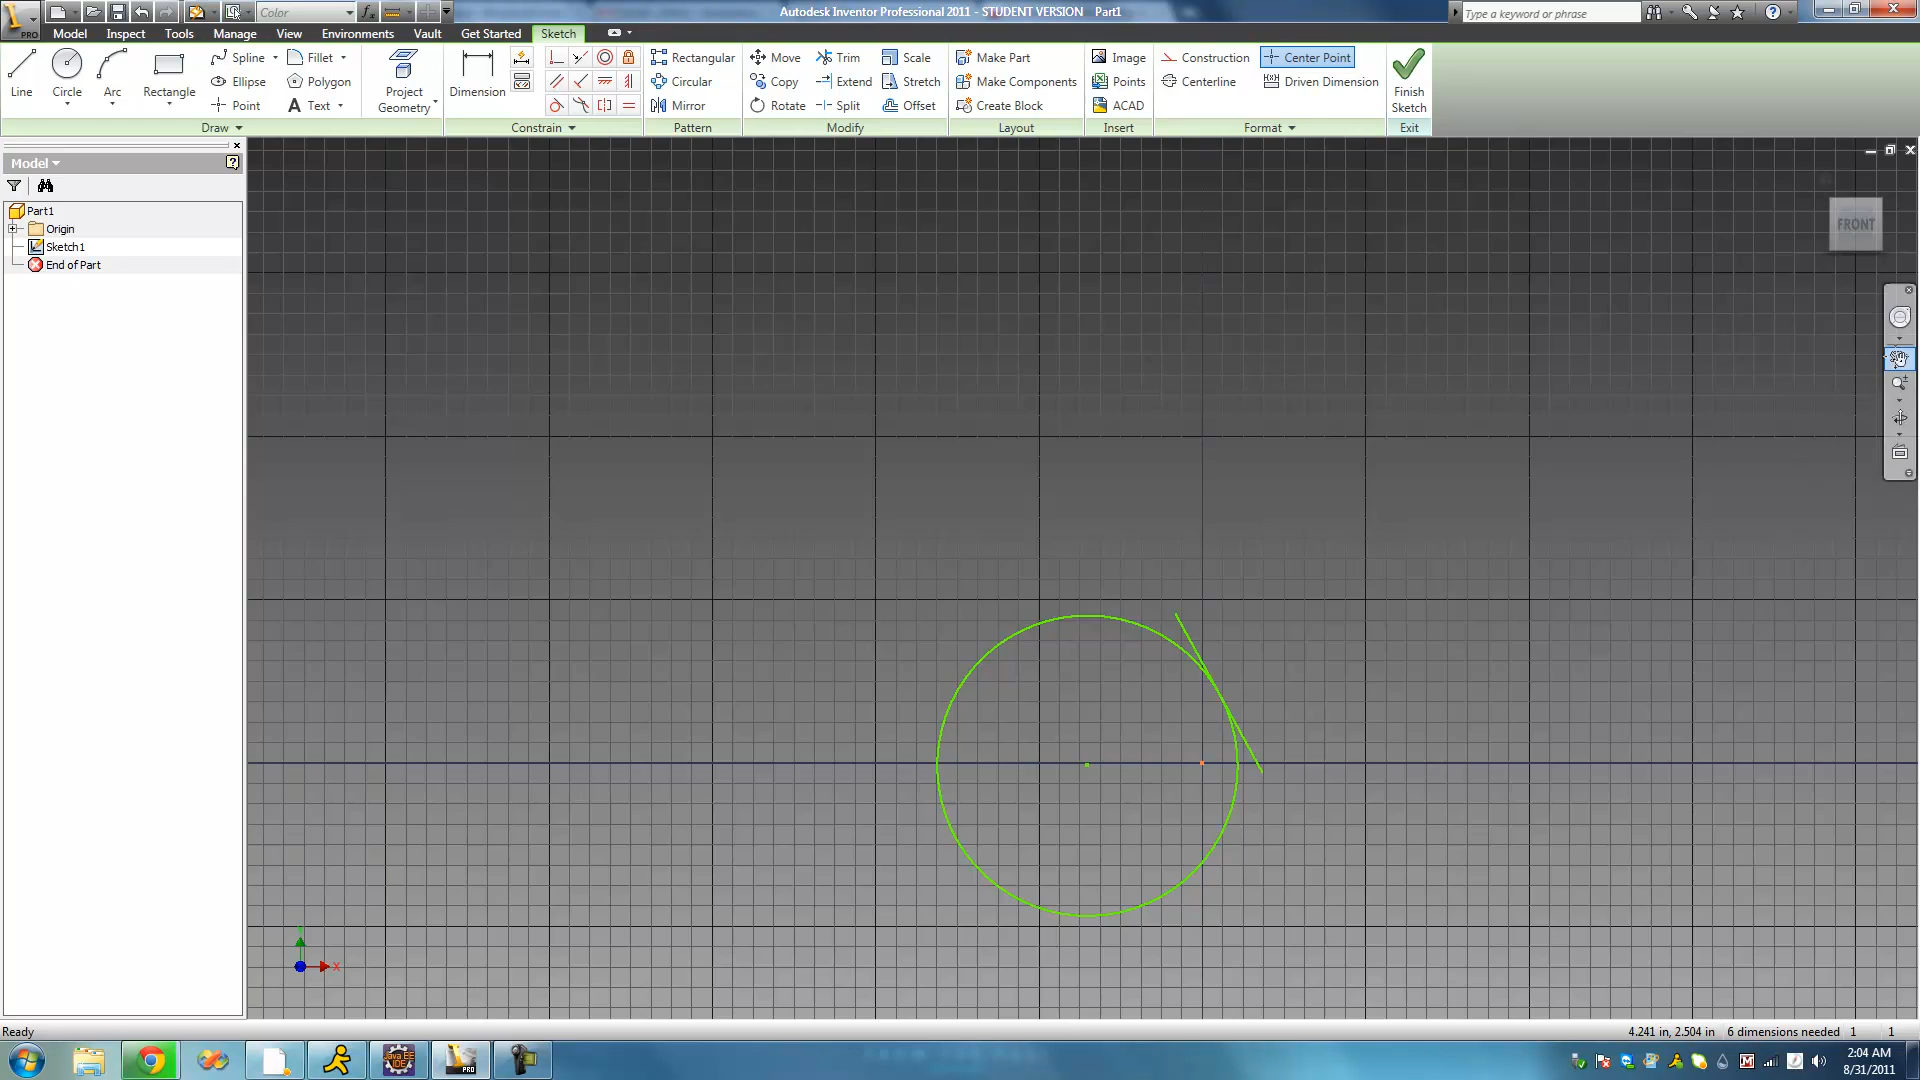 Color
Autodesk Inventor Professional 2011 - STUDENT VERSION Part1
Type a keyword or phrase
PRO
Model Inspect Tools Manage View Environments Vault Get Started Sketch
Line
Circle
Arc
Rectangle
Spline
Ellipse
Point
Fillet
Polygon
Text
Project Geometry
Draw
Dimension
Constrain
Rectangular
Circular
Mirror
Pattern
Move
Copy
Rotate
Trim
Extend
Split
Scale
Stretch
Offset
Modify
Make Part
Make Components
Create Block
Layout
Image
Points
ACAD
Insert
Construction
Centerline
Center Point
Driven Dimension
Format
Finish Sketch
Exit
Model
Part1
Origin
Sketch1
End of Part
FRONT
X
Ready
4.241 in, 2.504 in 6 dimensions needed 1 1
Java EE
IDE
PRO
2:04 AM
8/31/2011